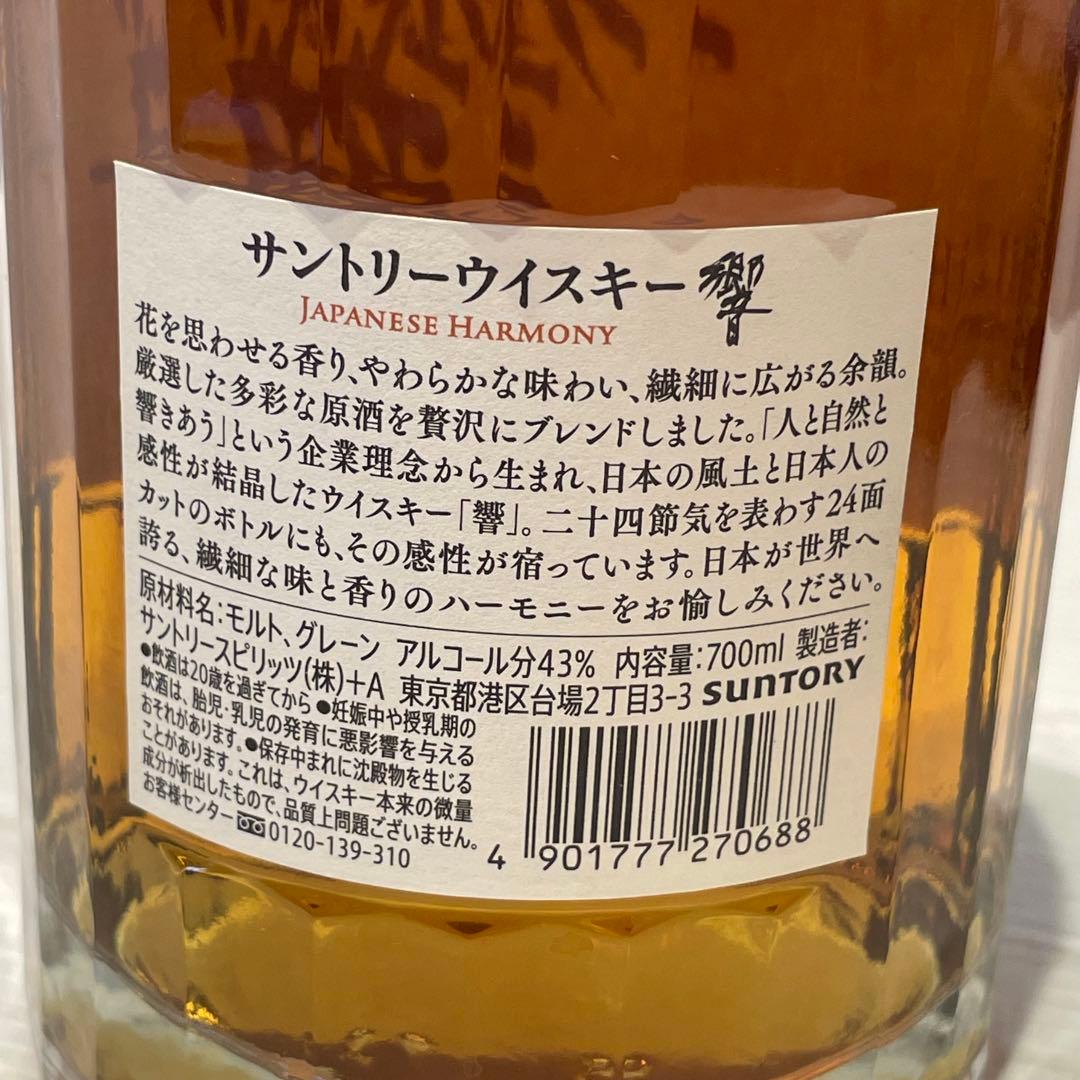 サントリーウイスキー響
JAPANESE HARMONY
花を思わせる香り、やわらかな味わい、繊細に広がる余韻。
厳選した多彩な原酒を贅沢にブレンドしました。「人と自然と
響きあう」という企業理念から生まれ、日本の風土と日本人の
感性が結晶したウイスキー「響」。二十四節気を表わす24面
カットのボトルにも、その感性が宿っています。日本が世界へ
誇る、繊細な味と香りのハーモニーをお愉しみください。
原材料名：モルト、グレーン アルコール分43% 内容量：700ml 製造者：
サントリースピリッツ(株)+A 東京都港区台場2丁目3-3 SUNTORY
●飲酒は20歳を過ぎてから ●妊娠中や授乳期の
飲酒は、胎児・乳児の発育に悪影響を与える
おそれがあります。●保存中まれに沈殿物を生じる
ことがあります。これは、ウイスキー本来の微量
成分が析出したもので、品質上問題ございません。
お客様センター 0120-139-310
4 901777 270688